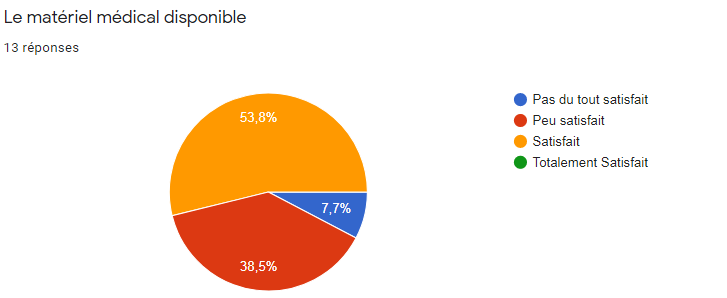 Le matériel médical disponible
13 réponses
53,8%
7,7%
38,5%
Pas du tout satisfait
Peu satisfait
Satisfait
Totalement Satisfait